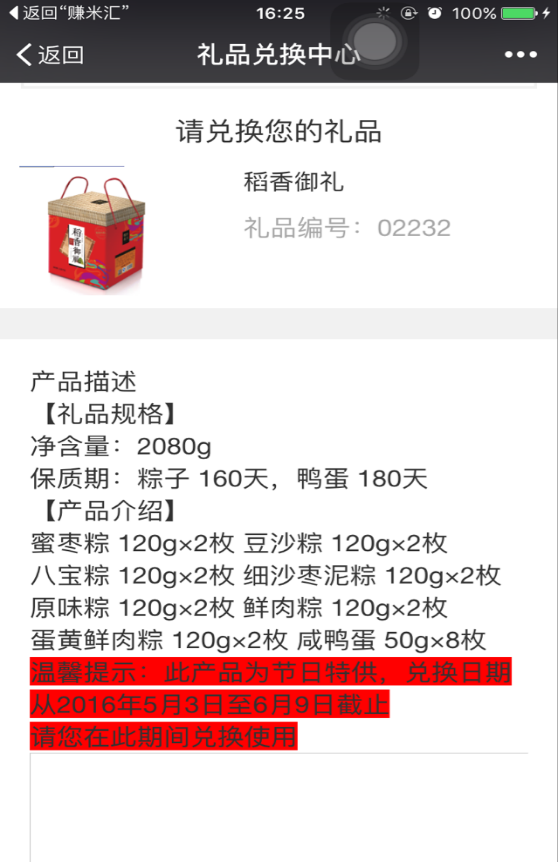 返回“赚米汇”
16:25
100%
返回
礼品兑换中心
请兑换您的礼品
稻香御礼
礼品编号：02232
稻香御
产品描述
【礼品规格】
净含量：2080g
保质期：粽子 160天，鸭蛋 180天
【产品介绍】
蜜枣粽 120g×2枚 豆沙粽 120g×2枚
八宝粽 120g×2枚 细沙枣泥粽 120g×2枚
原味粽 120g×2枚 鲜肉粽 120g×2枚
蛋黄鲜肉粽 120g×2枚 咸鸭蛋 50g×8枚
温馨提示：此产品为节日特供，兑换日期
从2016年5月3日至6月9日截止
请您在此期间兑换使用